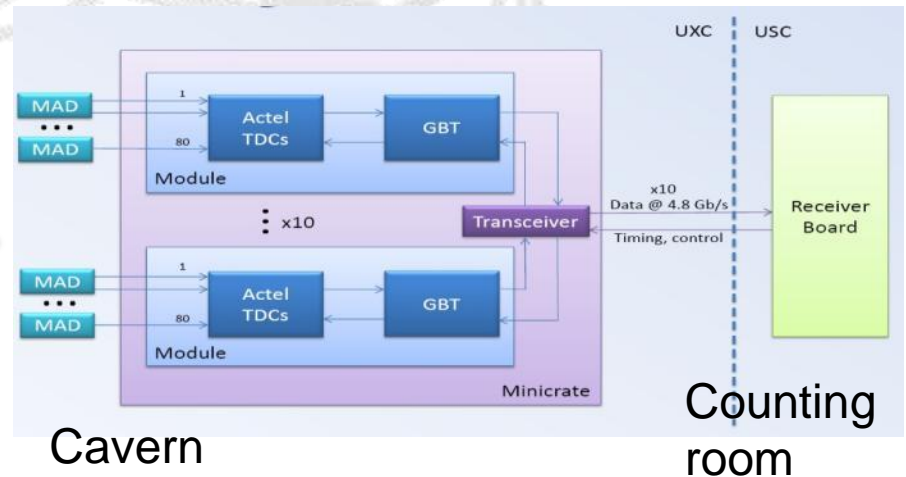 UXC
USC
MAD
•••
MAD
1
80
Actel
TDCs
GBT
Module
x10
Transceiver
x10
Data @ 4.8 Gb/s
Timing, control
Receiver
Board
MAD
•••
MAD
1
80
Actel
TDCs
GBT
Module
Minicrate
Cavern
Counting
room